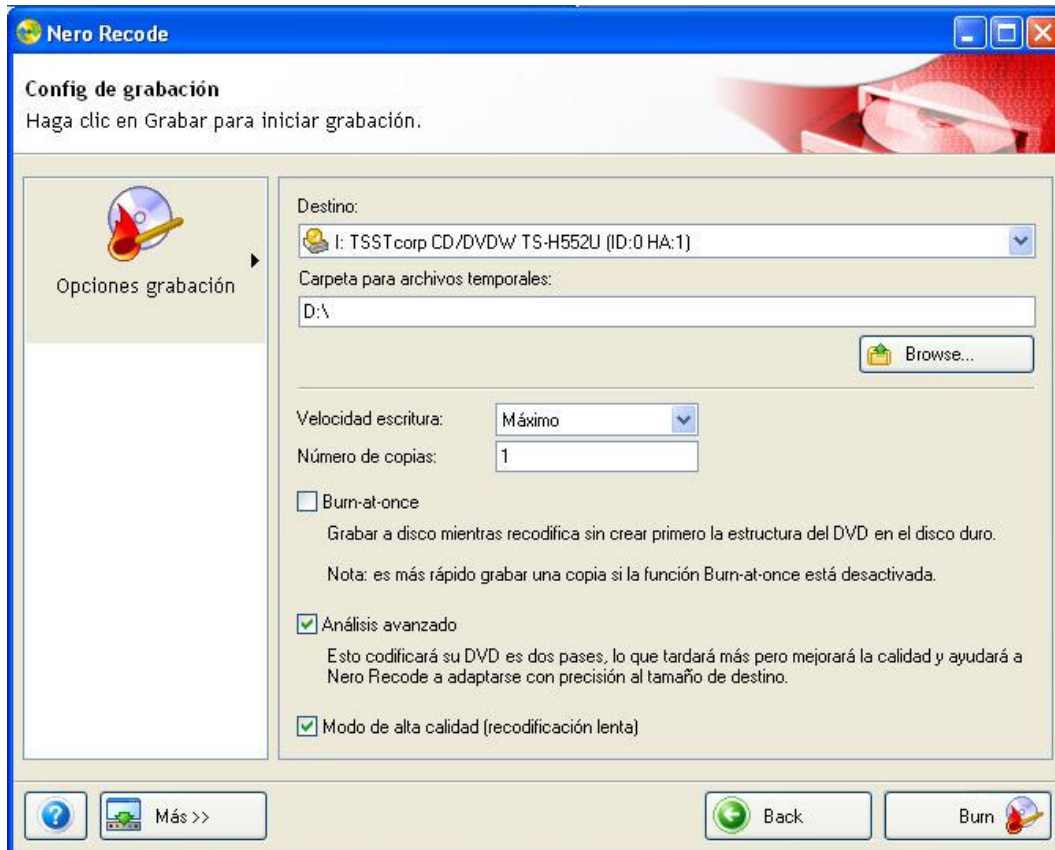 Nero Recode
Config de grabación
Haga clic en Grabar para iniciar grabación.
Opciones grabación
Destino:
I: TSSTcorp CD/DVDW TS-H552U (ID:0 HA:1)
Carpeta para archivos temporales:
D:\
Browse...
Velocidad escritura: Máximo
Número de copias: 1
Burn-at-once
Grabar a disco mientras recodifica sin crear primero la estructura del DVD en el disco duro.
Nota: es más rápido grabar una copia si la función Burn-at-once está desactivada.
Análisis avanzado
Esto codificará su DVD es dos pases, lo que tardará más pero mejorará la calidad y ayudará a
Nero Recode a adaptarse con precisión al tamaño de destino.
Modo de alta calidad (recodificación lenta)
? Más >> Back Burn